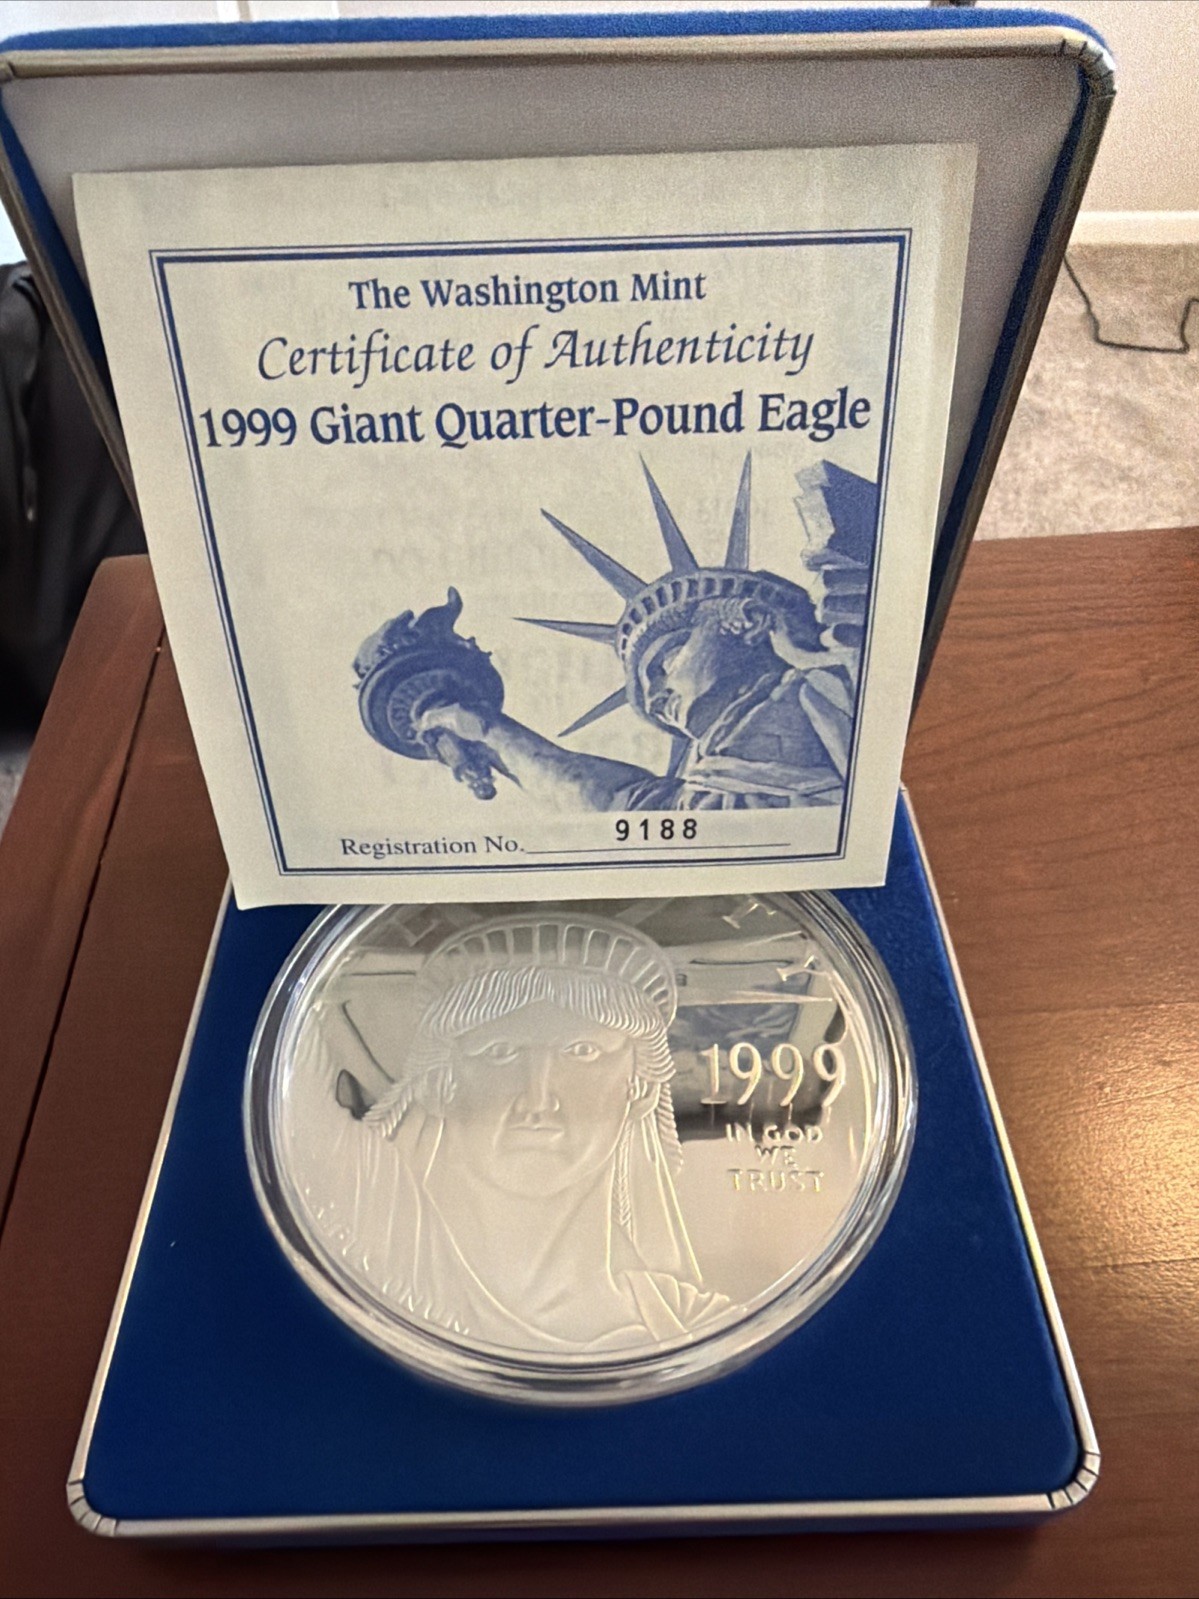 The Washington Mint
Certificate of Authenticity
1999 Giant Quarter-Pound Eagle
Registration No. 9188
1999
IN GOD
WE
TRUST